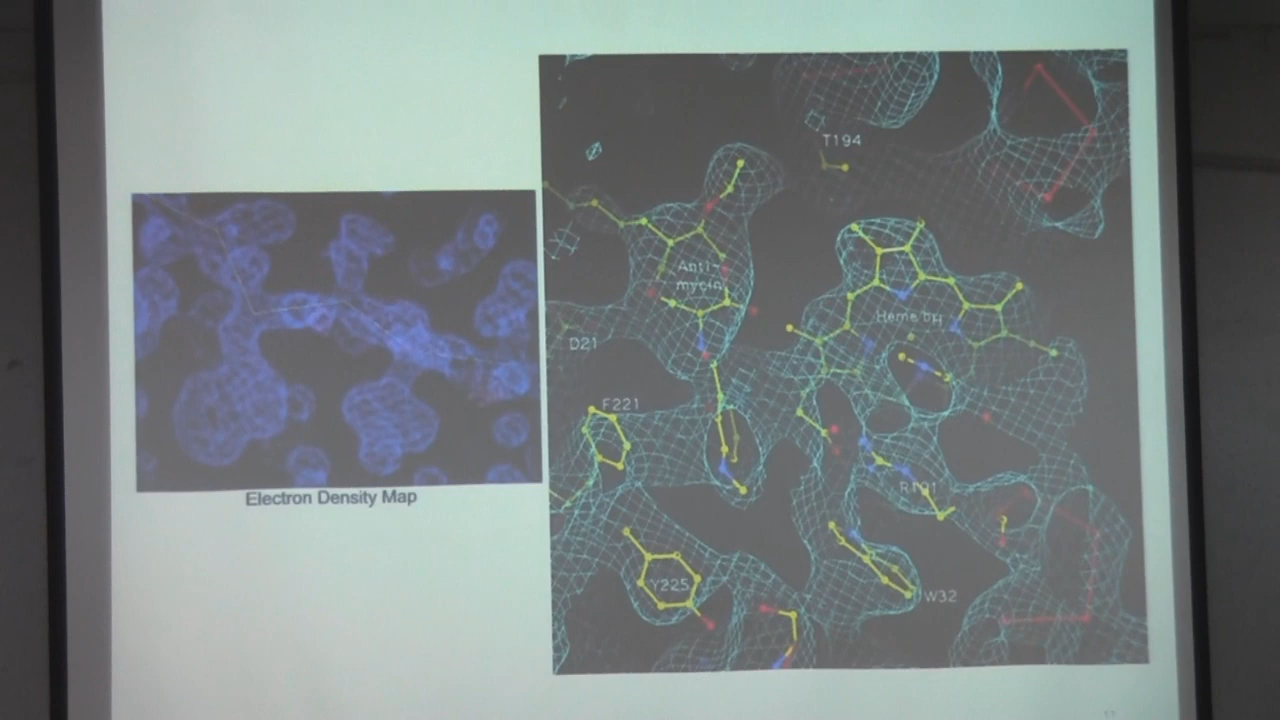 T194
Anti-
mycin
Heme bH
D21
F221
R191
Y225
W32
Electron Density Map